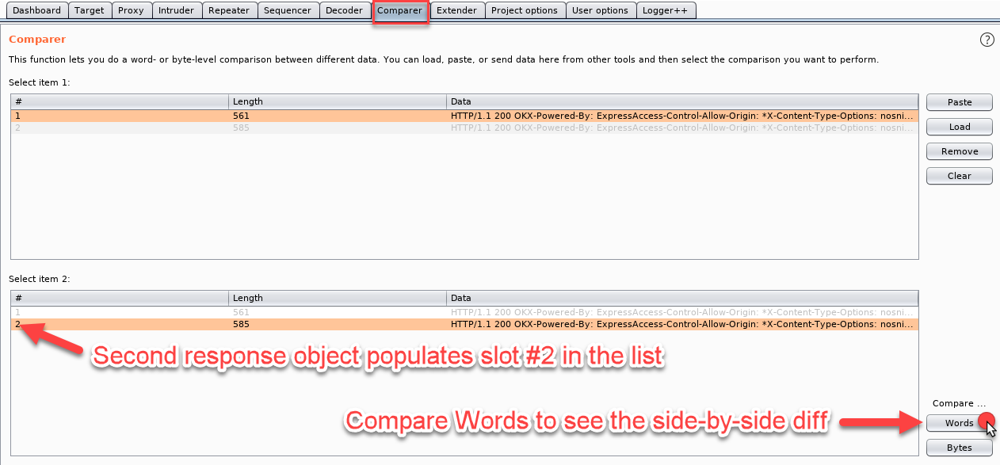 Dashboard Target Proxy Intruder Repeater Sequencer Decoder Comparer Extender Project options User options Logger++
Comparer
?
This function lets you do a word- or byte-level comparison between different data. You can load, paste, or send data here from other tools and then select the comparison you want to perform.
Select item 1:
# Length Data
1 561 HTTP/1.1 200 OKX-Powered-By: ExpressAccess-Control-Allow-Origin: *X-Content-Type-Options: nosni...
2 585 HTTP/1.1 200 OKX-Powered-By: ExpressAccess-Control-Allow-Origin: *X-Content-Type-Options: nosni...
Paste
Load
Remove
Clear
Select item 2:
# Length Data
1 561 HTTP/1.1 200 OKX-Powered-By: ExpressAccess-Control-Allow-Origin: *X-Content-Type-Options: nosni...
2 585 HTTP/1.1 200 OKX-Powered-By: ExpressAccess-Control-Allow-Origin: *X-Content-Type-Options: nosni...
Second response object populates slot #2 in the list
Compare ...
Compare Words to see the side-by-side diff
Words
Bytes